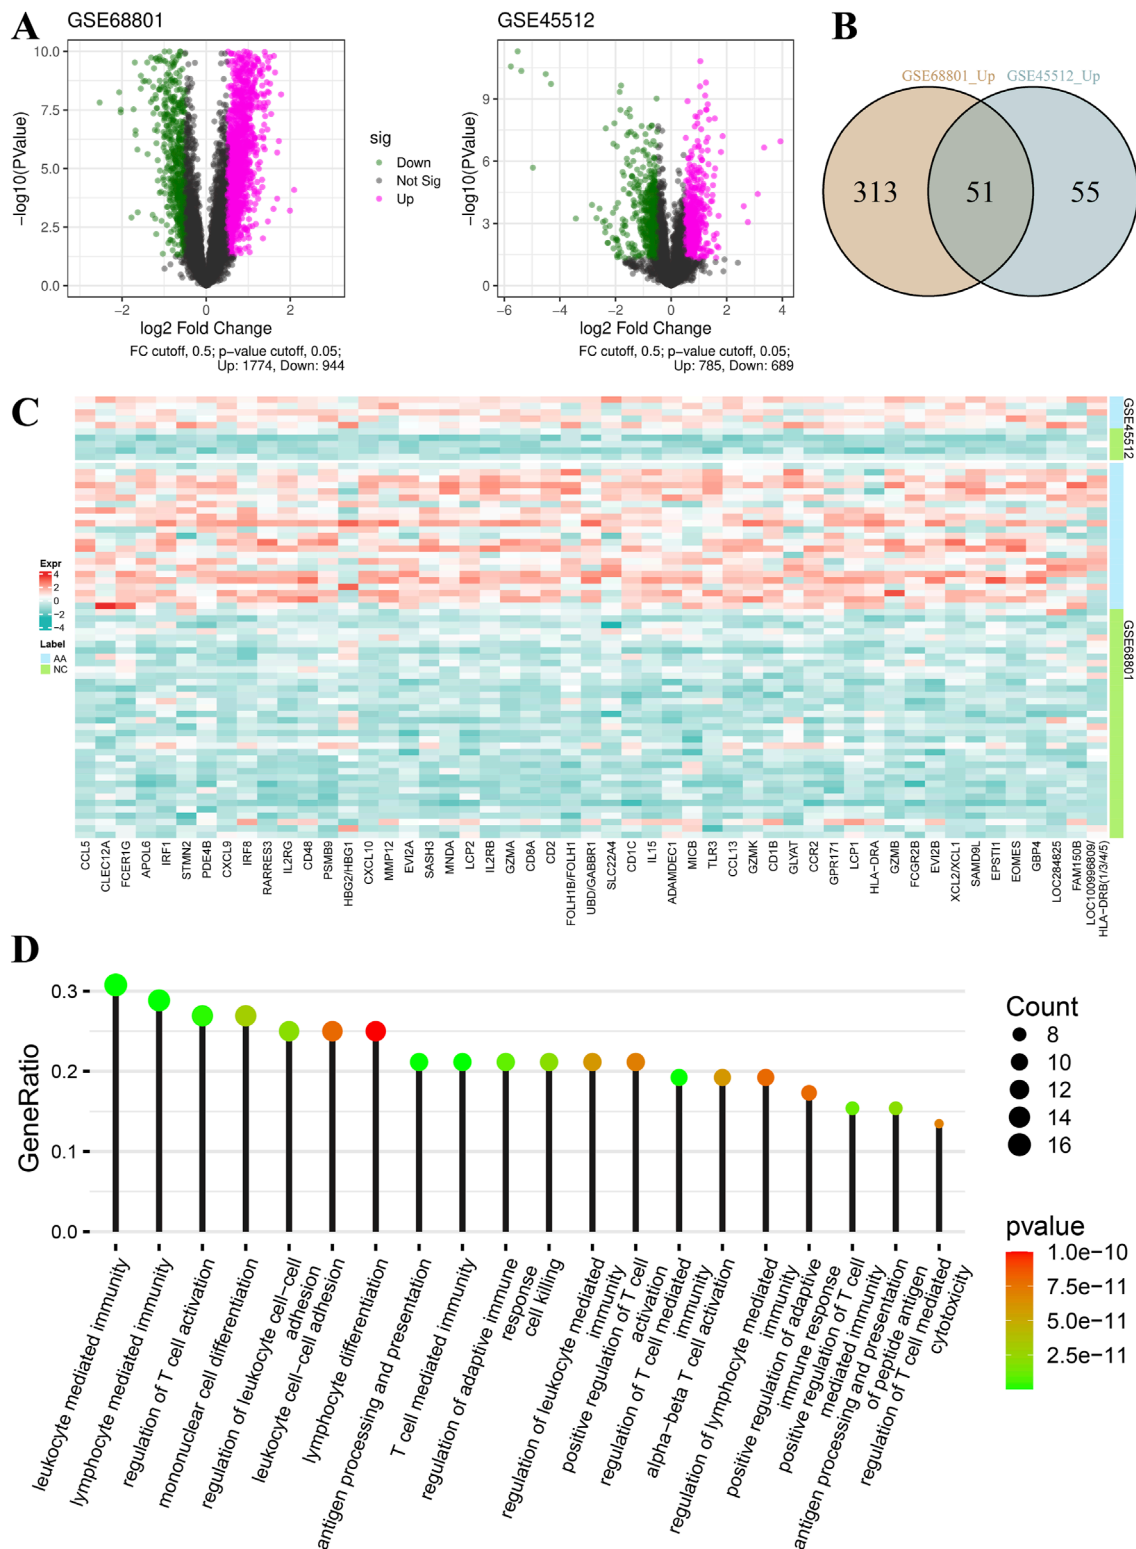 A
GSE68801
10.0
7.5
5.0
2.5
0.0
−log10(PValue)
−2
0
2
log2 Fold Change
FC cutoff, 0.5; p−value cutoff, 0.05;
Up: 1774, Down: 944
sig
Down
Not Sig
Up
GSE45512
9
6
3
0
−log10(PValue)
−6
−4
−2
0
2
4
log2 Fold Change
FC cutoff, 0.5; p−value cutoff, 0.05;
Up: 785, Down: 689
B
GSE68801_Up
GSE45512_Up
313
51
55
C
GSE45512
GSE68801
Expr
4
2
0
−2
−4
Label
AA
NC
CCL5
CLEC12A
FCER1G
APOL6
IRF1
STMN2
PDE4B
CXCL9
IRF8
RARRES3
IL2RG
CD48
PSMB9
HBG2/HBG1
CXCL10
MMP12
EVI2A
SASH3
MNDA
LCP2
IL2RB
GZMA
CD8A
CD2
FOLH1B/FOLH1
UBD/GABBR1
SLC22A4
CD1C
IL15
ADAMDEC1
MICB
TLR3
CCL13
GZMK
CD1B
GLYAT
CCR2
GPR171
LCP1
HLA−DRA
GZMB
FCGR2B
EVI2B
XCL2/XCL1
SAMD9L
EPSTI1
EOMES
GBP4
LOC284825
FAM150B
LOC100996809/
HLA−DRB(1/3/4/5)
D
0.3
0.2
0.1
0.0
GeneRatio
leukocyte mediated immunity
lymphocyte mediated immunity
regulation of T cell activation
mononuclear cell differentiation
regulation of leukocyte cell−cell
adhesion
leukocyte cell−cell adhesion
lymphocyte differentiation
antigen processing and presentation
T cell mediated immunity
regulation of adaptive immune
response
cell killing
regulation of leukocyte mediated
immunity
positive regulation of T cell
activation
regulation of T cell mediated
immunity
alpha−beta T cell activation
regulation of lymphocyte mediated
immunity
positive regulation of adaptive
immune response
positive regulation of T cell
mediated immunity
antigen processing and presentation
of peptide antigen
regulation of T cell mediated
cytotoxicity
Count
8
10
12
14
16
pvalue
1.0e−10
7.5e−11
5.0e−11
2.5e−11